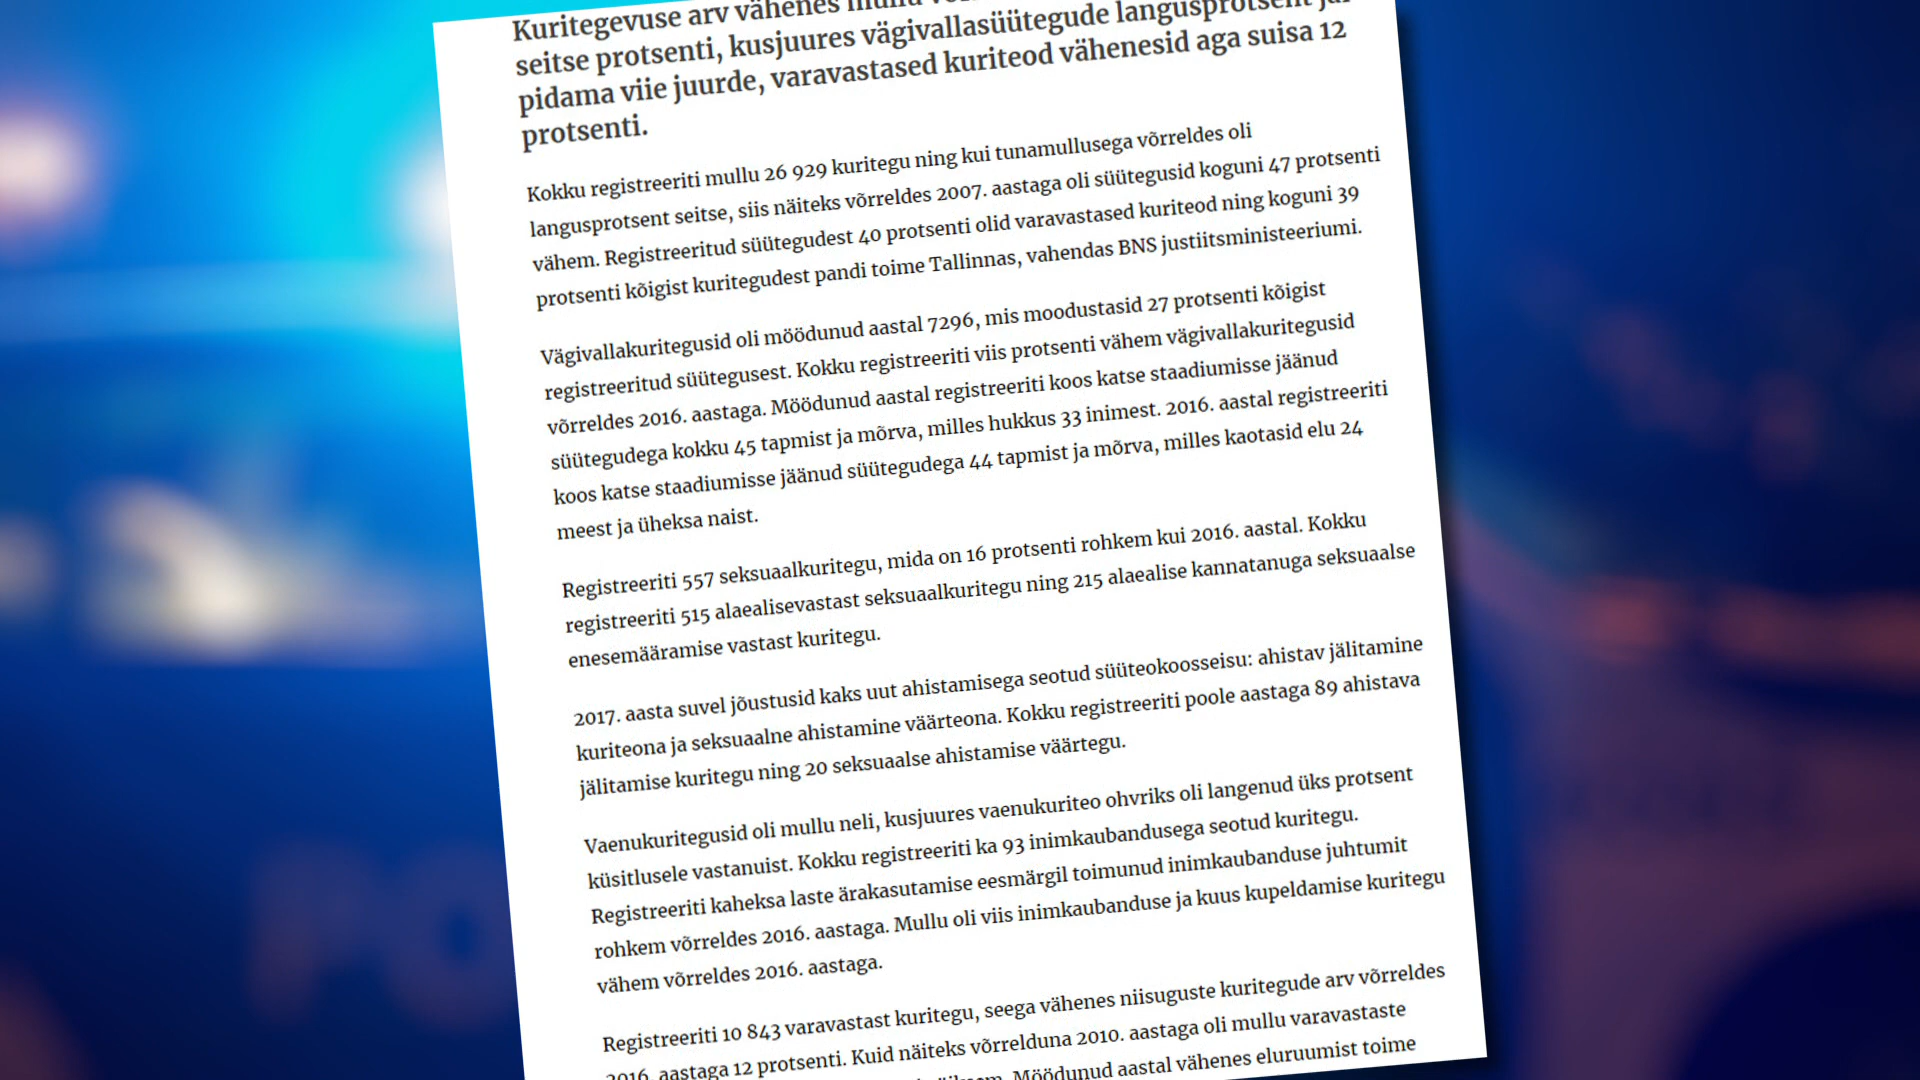 Kuritegevuse arv vähenes mullu
seitse protsenti, kusjuures vägivallasüütegude langusprotsent jäi
pidama viie juurde, varavastased kuriteod vähenesid aga suisa 12
protsenti.
Kokku registreeriti mullu 26 929 kuritegu ning kui tunamullusega võrreldes oli
langusprotsent seitse, siis näiteks võrreldes 2007. aastaga oli süütegusid koguni 47 protsenti
vähem. Registreeritud süütegudest 40 protsenti olid varavastased kuriteod ning koguni 39
protsenti kõigist kuritegudest pandi toime Tallinnas, vahendas BNS justiitsministeeriumi.
Vägivallakuritegusid oli möödunud aastal 7296, mis moodustasid 27 protsenti kõigist
registreeritud süütegusest. Kokku registreeriti viis protsenti vähem vägivallakuritegusid
võrreldes 2016. aastaga. Möödunud aastal registreeriti koos katse staadiumisse jäänud
süütegudega kokku 45 tapmist ja mõrva, milles hukkus 33 inimest. 2016. aastal registreeriti
koos katse staadiumisse jäänud süütegudega 44 tapmist ja mõrva, milles kaotasid elu 24
meest ja üheksa naist.
Registreeriti 557 seksuaalkuritegu, mida on 16 protsenti rohkem kui 2016. aastal. Kokku
registreeriti 515 alaealisevastast seksuaalkuritegu ning 215 alaealise kannatanuga seksuaalse
enesemääramise vastast kuritegu.
2017. aasta suvel jõustusid kaks uut ahistamisega seotud süüteokoosseisu: ahistav jälitamine
kuriteona ja seksuaalne ahistamine väärteona. Kokku registreeriti poole aastaga 89 ahistava
jälitamise kuritegu ning 20 seksuaalse ahistamise väärtegu.
Vaenukuritegusid oli mullu neli, kusjuures vaenukuriteo ohvriks oli langenud üks protsent
küsitlusele vastanuist. Kokku registreeriti ka 93 inimkaubandusega seotud kuritegu.
Registreeriti kaheksa laste ärakasutamise eesmärgil toimunud inimkaubanduse juhtumit
rohkem võrreldes 2016. aastaga. Mullu oli viis inimkaubanduse ja kuus kupeldamise kuritegu
vähem võrreldes 2016. aastaga.
Registreeriti 10 843 varavastast kuritegu, seega vähenes niisuguste kuritegude arv võrreldes
2016. aastaga 12 protsenti. Kuid näiteks võrrelduna 2010. aastaga oli mullu varavastaste
Möödunud aastal vähenes eluruumist toime